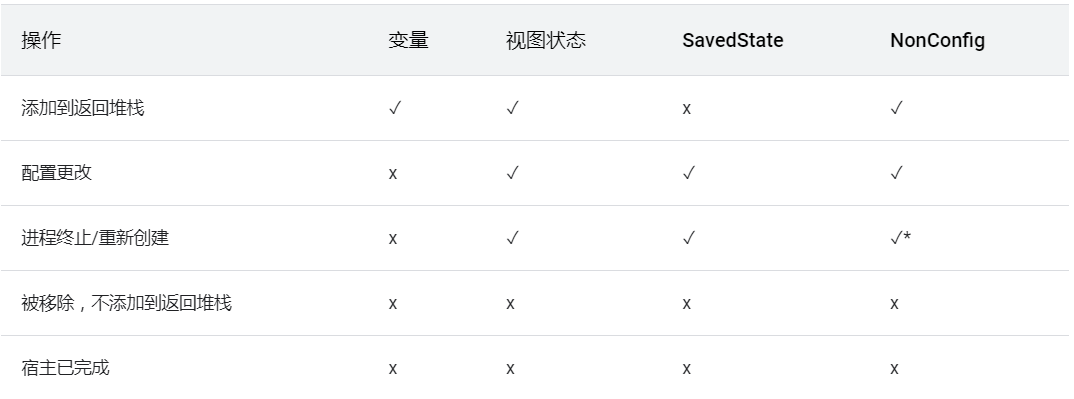 操作 变量 视图状态 SavedState NonConfig
添加到返回堆栈 ✓ ✓ x ✓
配置更改 x ✓ ✓ ✓
进程终止/重新创建 x ✓ ✓ ✓*
被移除，不添加到返回堆栈 x x x x
宿主已完成 x x x x